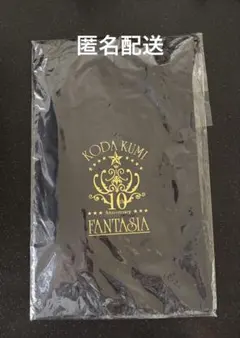 匿名配送
KODA KUMI
10
Anniversary
FANTASIA